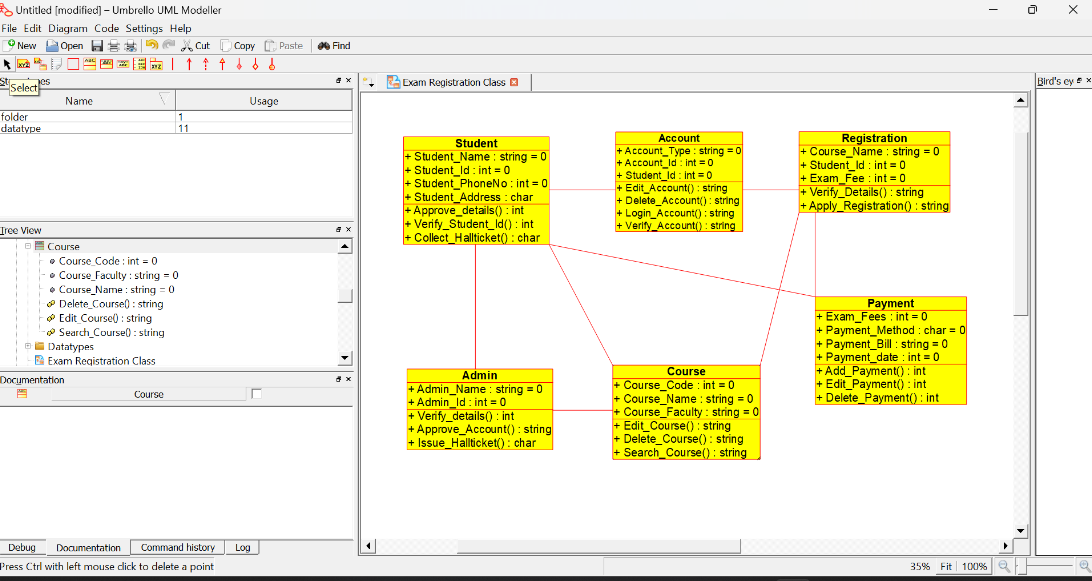 Untitled [modified] – Umbrello UML Modeller
File Edit Diagram Code Settings Help
New Open Cut Copy Paste Find
Select
Name Usage
folder 1
datatype 11
Tree View
Course
Course_Code : int = 0
Course_Faculty : string = 0
Course_Name : string = 0
Delete_Course() : string
Edit_Course() : string
Search_Course() : string
Datatypes
Exam Registration Class
Documentation
Course
Debug Documentation Command history Log
Press Ctrl with left mouse click to delete a point
Exam Registration Class
Bird's ey
Student
+ Student_Name : string = 0
+ Student_Id : int = 0
+ Student_PhoneNo : int = 0
+ Student_Address : char
+ Approve_details() : int
+ Verify_Student_Id() : int
+ Collect_Hallticket() : char
Account
+ Account_Type : string = 0
+ Account_Id : int = 0
+ Student_Id : int = 0
+ Edit_Account() : string
+ Delete_Account() : string
+ Login_Account() : string
+ Verify_Account() : string
Registration
+ Course_Name : string = 0
+ Student_Id : int = 0
+ Exam_Fee : int = 0
+ Verify_Details() : string
+ Apply_Registration() : string
Payment
+ Exam_Fees : int = 0
+ Payment_Method : char = 0
+ Payment_Bill : string = 0
+ Payment_date : int = 0
+ Add_Payment() : int
+ Edit_Payment() : int
+ Delete_Payment() : int
Admin
+ Admin_Name : string = 0
+ Admin_Id : int = 0
+ Verify_details() : int
+ Approve_Account() : string
+ Issue_Hallticket() : char
Course
+ Course_Code : int = 0
+ Course_Name : string = 0
+ Course_Faculty : string = 0
+ Edit_Course() : string
+ Delete_Course() : string
+ Search_Course() : string
35% Fit 100%